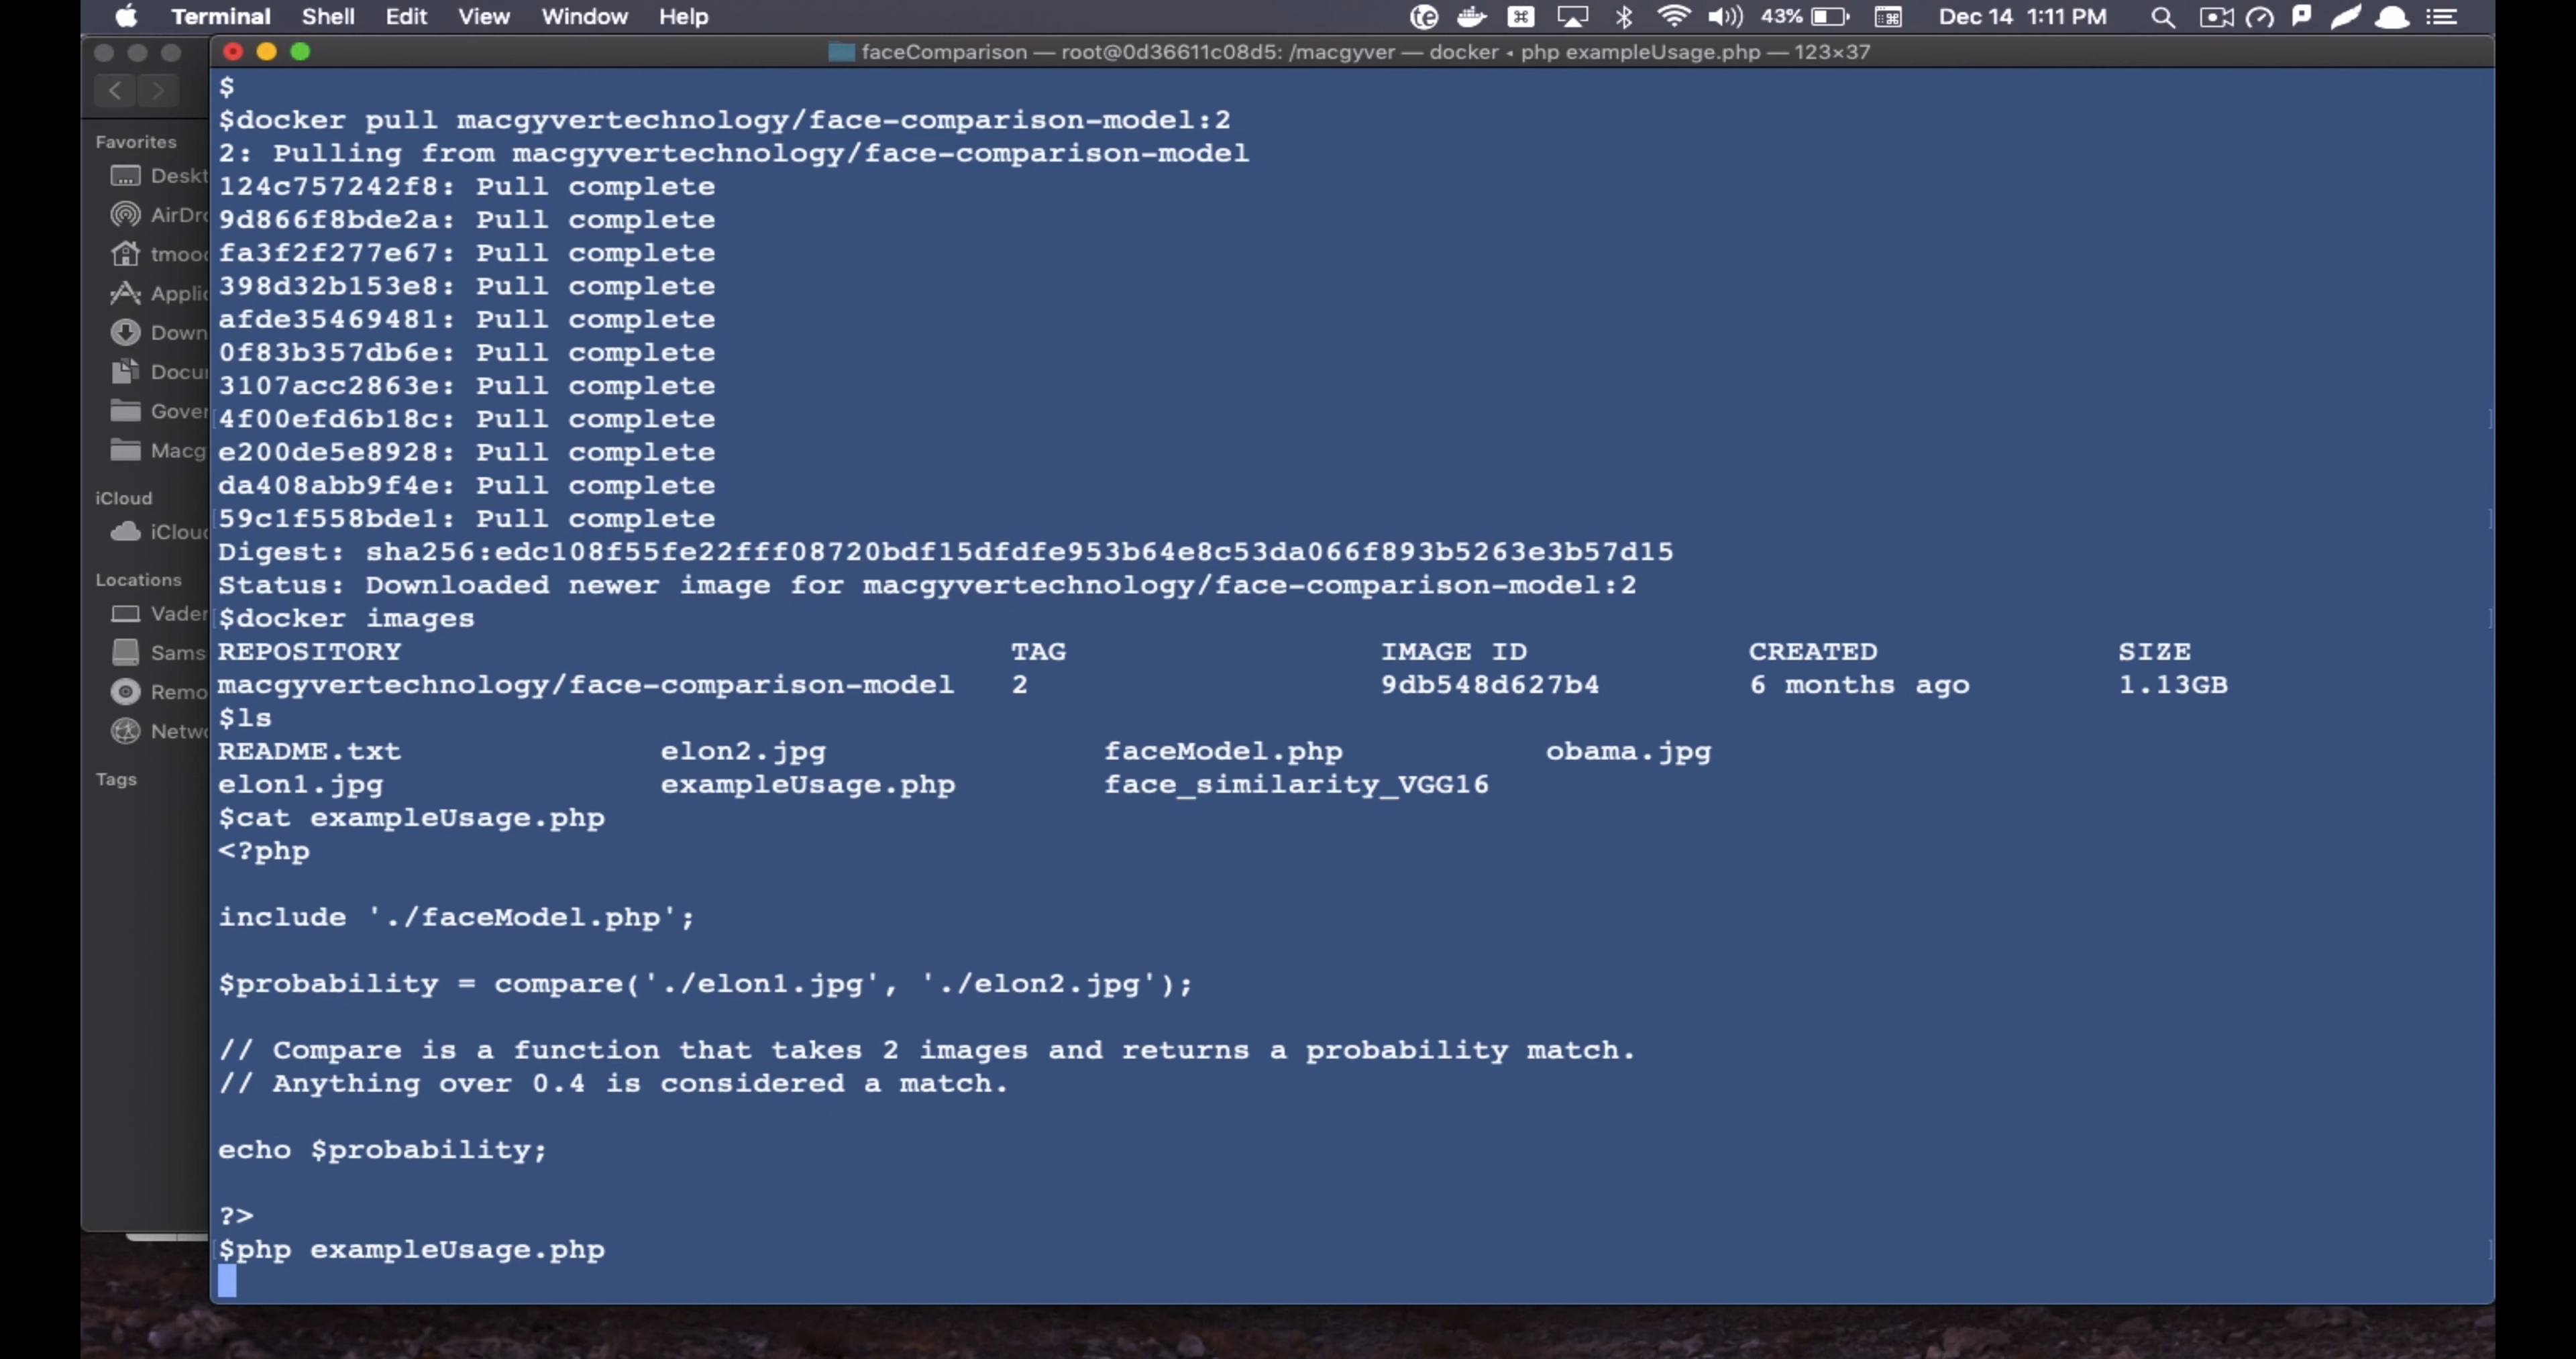 Terminal Shell Edit View Window Help 43% Dec 14 1:11 PM
faceComparison — root@0d36611c08d5: /macgyver — docker ◂ php exampleUsage.php — 123×37
Favorites
Deskt
AirDro
tmood
Applic
Down
Docur
Gover
Macg
iCloud
iCloud
Locations
Vader
Sams
Remo
Netwo
Tags
$
$docker pull macgyvertechnology/face-comparison-model:2
2: Pulling from macgyvertechnology/face-comparison-model
124c757242f8: Pull complete
9d866f8bde2a: Pull complete
fa3f2f277e67: Pull complete
398d32b153e8: Pull complete
afde35469481: Pull complete
0f83b357db6e: Pull complete
3107acc2863e: Pull complete
4f00efd6b18c: Pull complete
e200de5e8928: Pull complete
da408abb9f4e: Pull complete
59c1f558bde1: Pull complete
Digest: sha256:edc108f55fe22fff08720bdf15dfdfe953b64e8c53da066f893b5263e3b57d15
Status: Downloaded newer image for macgyvertechnology/face-comparison-model:2
$docker images
REPOSITORY TAG IMAGE ID CREATED SIZE
macgyvertechnology/face-comparison-model 2 9db548d627b4 6 months ago 1.13GB
$ls
README.txt elon2.jpg faceModel.php obama.jpg
elon1.jpg exampleUsage.php face_similarity_VGG16
$cat exampleUsage.php
<?php
include './faceModel.php';
$probability = compare('./elon1.jpg', './elon2.jpg');
// Compare is a function that takes 2 images and returns a probability match.
// Anything over 0.4 is considered a match.
echo $probability;
?>
$php exampleUsage.php